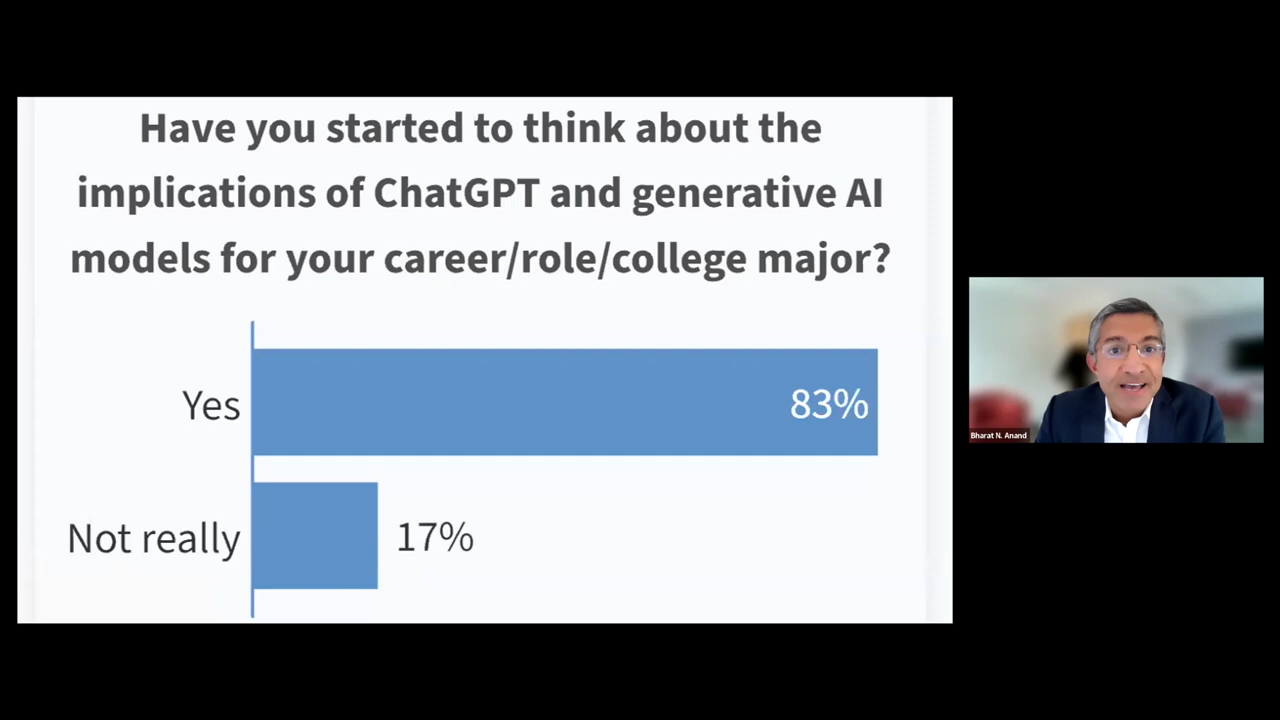 Have you started to think about the
implications of ChatGPT and generative AI
models for your career/role/college major?
Yes
83%
Not really
17%
Bharat N. Anand